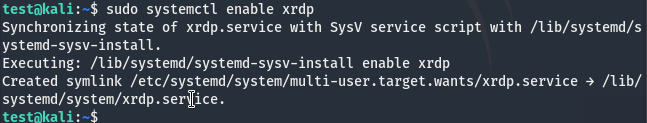 test@kali:~$ sudo systemctl enable xrdp
Synchronizing state of xrdp.service with SysV service script with /lib/systemd/s
ystemd-sysv-install.
Executing: /lib/systemd/systemd-sysv-install enable xrdp
Created symlink /etc/systemd/system/multi-user.target.wants/xrdp.service → /lib/
systemd/system/xrdp.service.
test@kali:~$